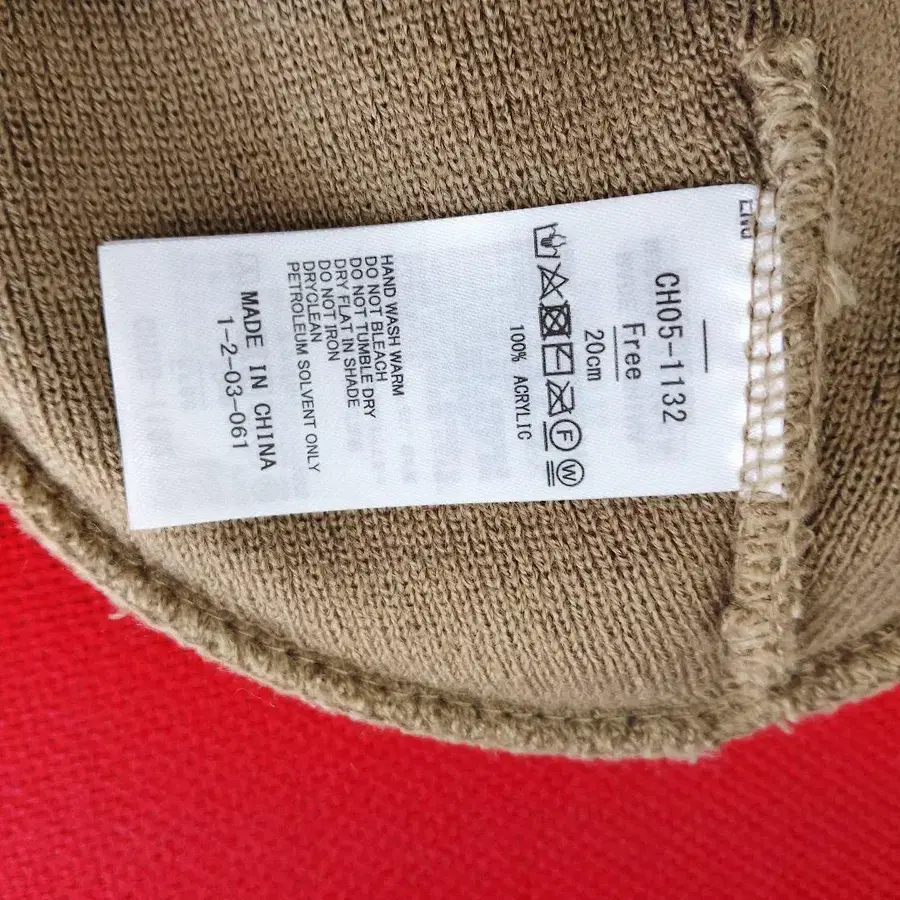 ENG
CH05-1132
Free
20cm
F W
100% ACRYLIC
HAND WASH WARM
DO NOT BLEACH
DO NOT TUMBLE DRY
DRY FLAT IN SHADE
DO NOT IRON
DRYCLEAN
PETROLEUM SOLVENT ONLY
MADE IN CHINA
1-2-03-061